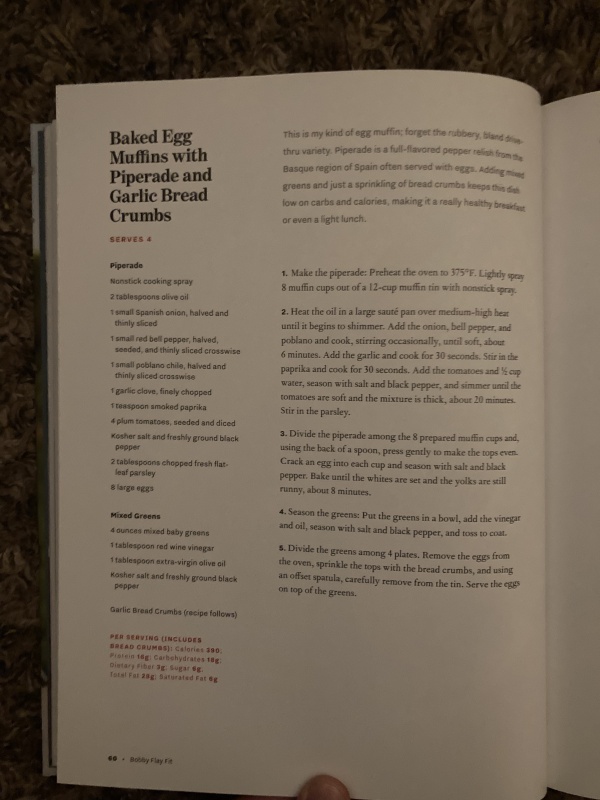 Baked Egg
Muffins with
Piperade and
Garlic Bread
Crumbs
SERVES 4
Piperade
Nonstick cooking spray
2 tablespoons olive oil
1 small Spanish onion, halved and
thinly sliced
1 small red bell pepper, halved,
seeded, and thinly sliced crosswise
1 small poblano chile, halved and
thinly sliced crosswise
1 garlic clove, finely chopped
1 teaspoon smoked paprika
4 plum tomatoes, seeded and diced
Kosher salt and freshly ground black
pepper
2 tablespoons chopped fresh flat-
leaf parsley
8 large eggs
Mixed Greens
4 ounces mixed baby greens
1 tablespoon red wine vinegar
1 tablespoon extra-virgin olive oil
Kosher salt and freshly ground black
pepper
Garlic Bread Crumbs (recipe follows)
PER SERVING (INCLUDES
BREAD CRUMBS): Calories 390;
Protein 16g; Carbohydrates 18g;
Dietary Fiber 3g; Sugar 6g;
Total Fat 28g; Saturated Fat 6g
This is my kind of egg muffin; forget the rubbery, bland drive-
thru variety. Piperade is a full-flavored pepper relish from the
Basque region of Spain often served with eggs. Adding mixed
greens and just a sprinkling of bread crumbs keeps this dish
low on carbs and calories, making it a really healthy breakfast
or even a light lunch.
1. Make the piperade: Preheat the oven to 375°F. Lightly spray
8 muffin cups out of a 12-cup muffin tin with nonstick spray.
2. Heat the oil in a large sauté pan over medium-high heat
until it begins to shimmer. Add the onion, bell pepper, and
poblano and cook, stirring occasionally, until soft, about
6 minutes. Add the garlic and cook for 30 seconds. Stir in the
paprika and cook for 30 seconds. Add the tomatoes and ½ cup
water, season with salt and black pepper, and simmer until the
tomatoes are soft and the mixture is thick, about 20 minutes.
Stir in the parsley.
3. Divide the piperade among the 8 prepared muffin cups and,
using the back of a spoon, press gently to make the tops even.
Crack an egg into each cup and season with salt and black
pepper. Bake until the whites are set and the yolks are still
runny, about 8 minutes.
4. Season the greens: Put the greens in a bowl, add the vinegar
and oil, season with salt and black pepper, and toss to coat.
5. Divide the greens among 4 plates. Remove the eggs from
the oven, sprinkle the tops with the bread crumbs, and using
an offset spatula, carefully remove from the tin. Serve the eggs
on top of the greens.
60 • Bobby Flay Fit